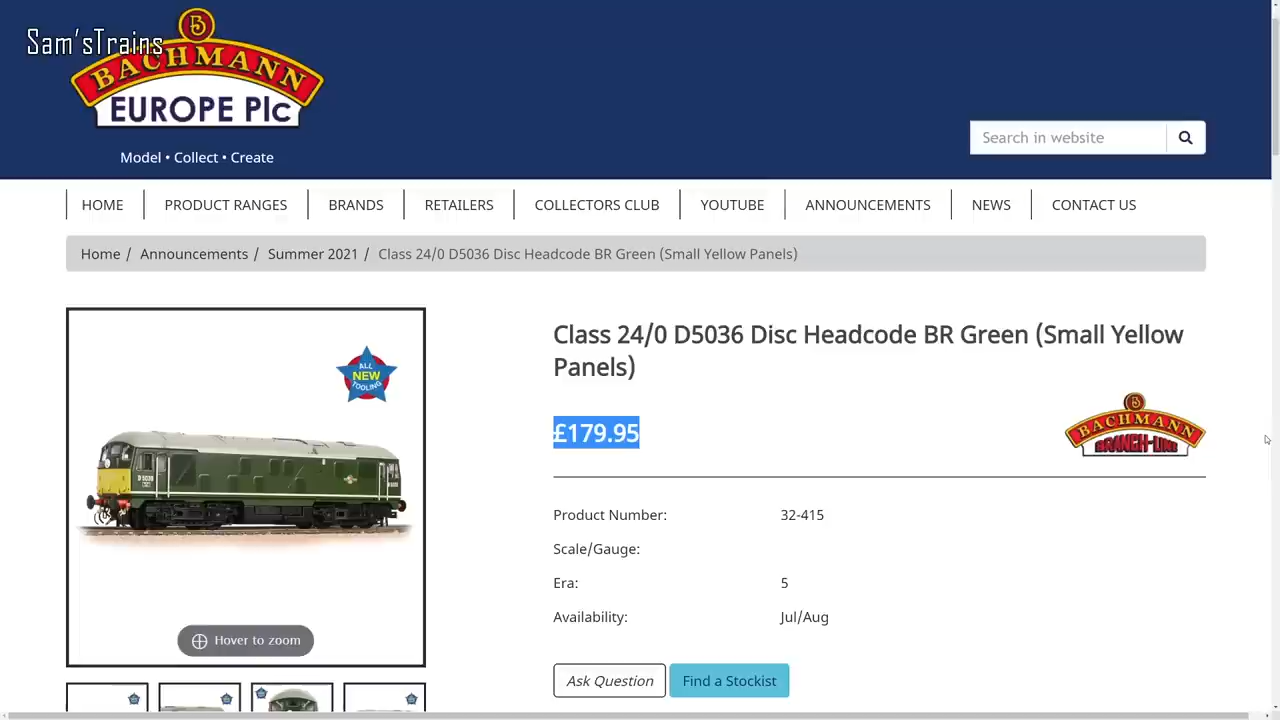 Sam'sTrains
BACHMANN
EUROPE Plc
Model • Collect • Create
Search in website
HOME
PRODUCT RANGES
BRANDS
RETAILERS
COLLECTORS CLUB
YOUTUBE
ANNOUNCEMENTS
NEWS
CONTACT US
Home / Announcements / Summer 2021 / Class 24/0 D5036 Disc Headcode BR Green (Small Yellow Panels)
ALL
NEW
TOOLING
Class 24/0 D5036 Disc Headcode BR Green (Small Yellow
Panels)
£179.95
BACHMANN
BRANCH-LINE
Product Number: 32-415
Scale/Gauge:
Era: 5
Availability: Jul/Aug
Hover to zoom
Ask Question
Find a Stockist